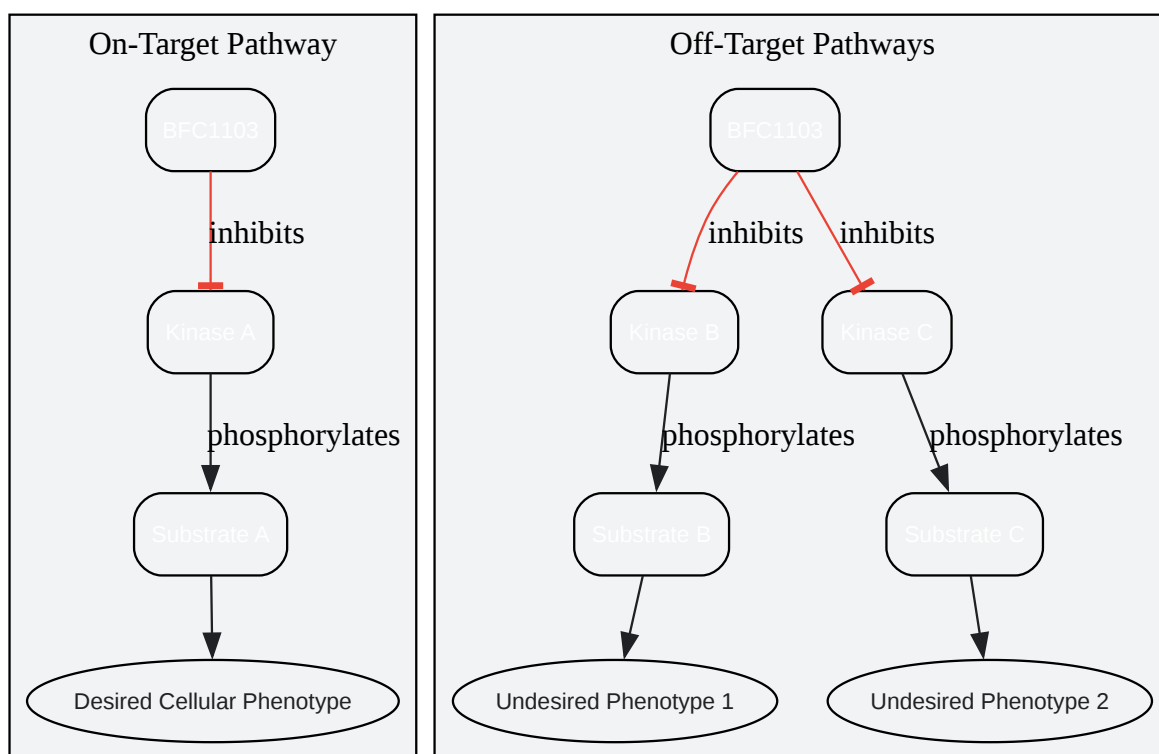 On-Target Pathway
BFC1103
inhibits
Kinase A
phosphorylates
Substrate A
Desired Cellular Phenotype
Off-Target Pathways
BFC1103
inhibits
inhibits
Kinase B
Kinase C
phosphorylates
phosphorylates
Substrate B
Substrate C
Undesired Phenotype 1
Undesired Phenotype 2